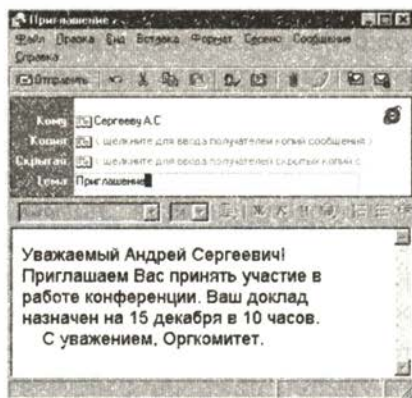 Приглашение
Файл Правка Вид Вставка Формат Сервис Сообщение
Справка
Отправить
Кому: Сергееву А.С
Копия: ( щелкните для ввода получателей копий сообщения )
Скрытая: ( щелкните для ввода получателей скрытых копий с
Тема: Приглашение
Ж К Ч
Уважаемый Андрей Сергеевич!
Приглашаем Вас принять участие в
работе конференции. Ваш доклад
назначен на 15 декабря в 10 часов.
С уважением, Оргкомитет.